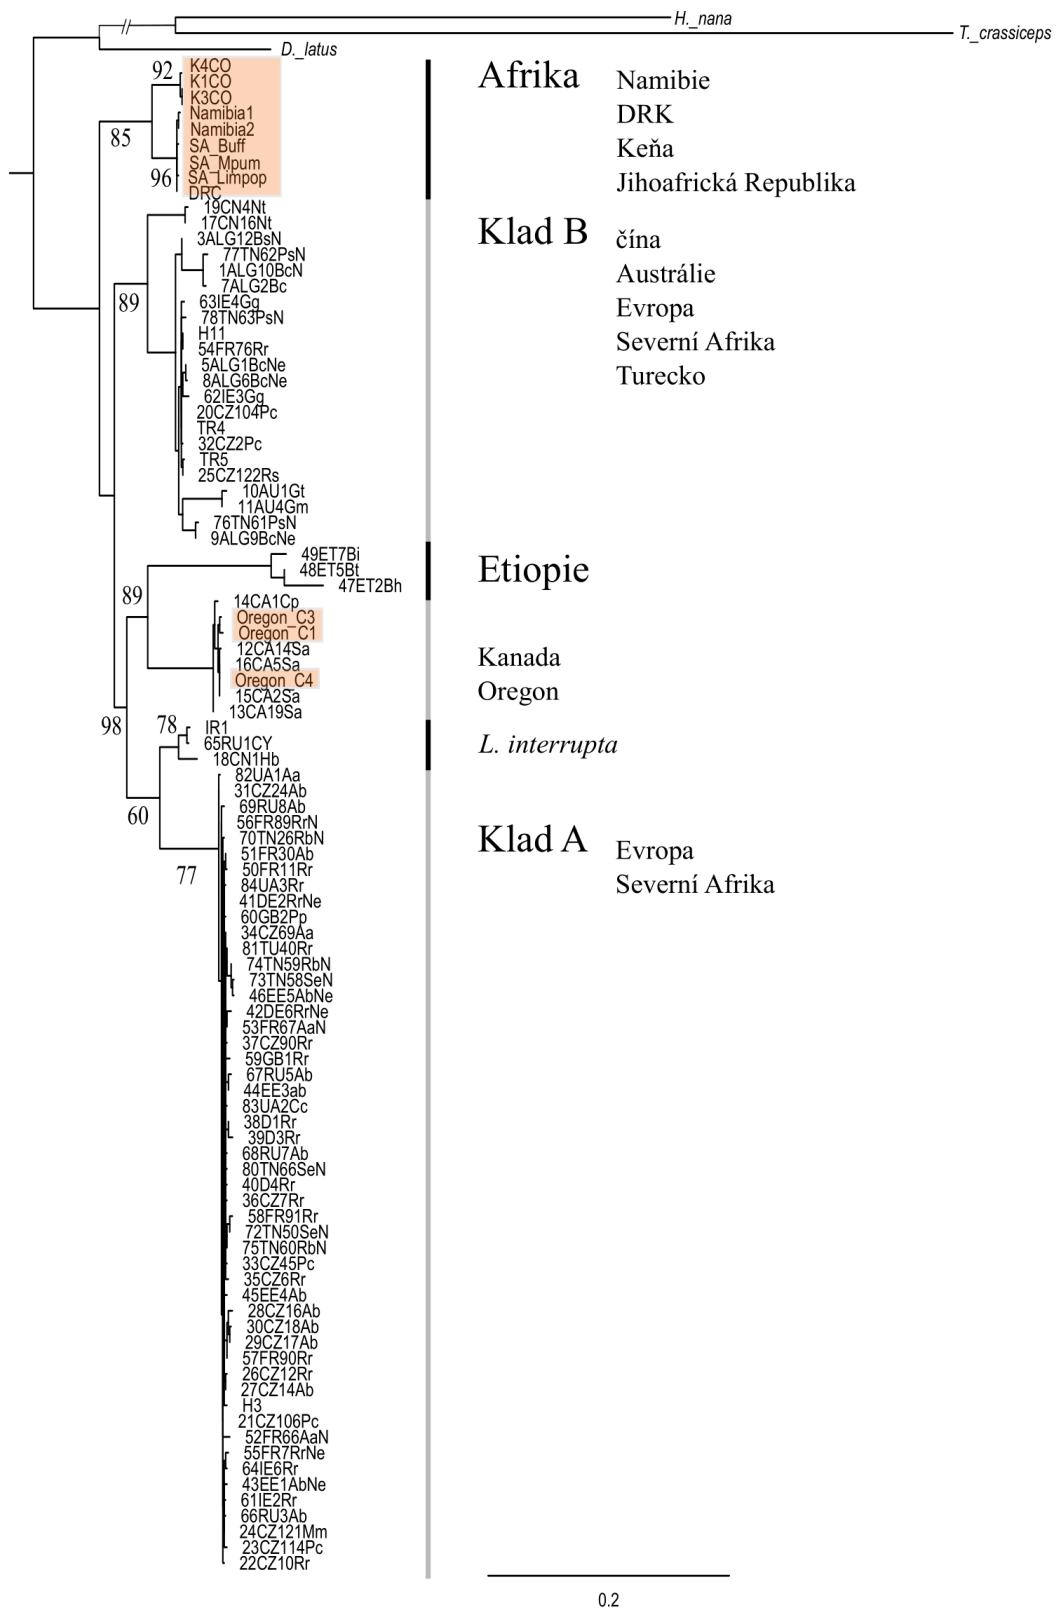 H._nana
T._crassiceps
D._latus
92
K4CO
K1CO
K3CO
Namibia1
Namibia2
SA_Buff
SA_Mpum
SA_Limpop
DRC
85
96
Afrika
Namibie
DRK
Keňa
Jihoafrická Republika
19CN4Nt
17CN16Nt
3ALG12BsN
77TN62PsN
1ALG10BcN
7ALG2Bc
63IE4Gg
78TN63PsN
H11
54FR76Rr
5ALG1BcNe
8ALG6BcNe
62IE3Gg
20CZ104Pc
TR4
32CZ2Pc
TR5
25CZ122Rs
10AU1Gt
11AU4Gm
76TN61PsN
9ALG9BcNe
89
Klad B
čína
Austrálie
Evropa
Severní Afrika
Turecko
49ET7Bi
48ET5Bt
47ET2Bh
Etiopie
89
14CA1Cp
Oregon_C3
Oregon_C1
12CA14Sa
16CA5Sa
Oregon_C4
15CA2Sa
13CA19Sa
Kanada
Oregon
98
78
IR1
65RU1CY
18CN1Hb
L. interrupta
60
77
82UA1Aa
31CZ24Ab
69RU8Ab
56FR89RrN
70TN26RbN
51FR30Ab
50FR11Rr
84UA3Rr
41DE2RrNe
60GB2Pp
34CZ69Aa
81TU40Rr
74TN59RbN
73TN58SeN
46EE5AbNe
42DE6RrNe
53FR67AaN
37CZ90Rr
59GB1Rr
67RU5Ab
44EE3ab
83UA2Cc
38D1Rr
39D3Rr
68RU7Ab
80TN66SeN
40D4Rr
36CZ7Rr
58FR91Rr
72TN50SeN
75TN60RbN
33CZ45Pc
35CZ6Rr
45EE4Ab
28CZ16Ab
30CZ18Ab
29CZ17Ab
57FR90Rr
26CZ12Rr
27CZ14Ab
H3
21CZ106Pc
52FR66AaN
55FR7RrNe
64IE6Rr
43EE1AbNe
61IE2Rr
66RU3Ab
24CZ121Mm
23CZ114Pc
22CZ10Rr
Klad A
Evropa
Severní Afrika
0.2